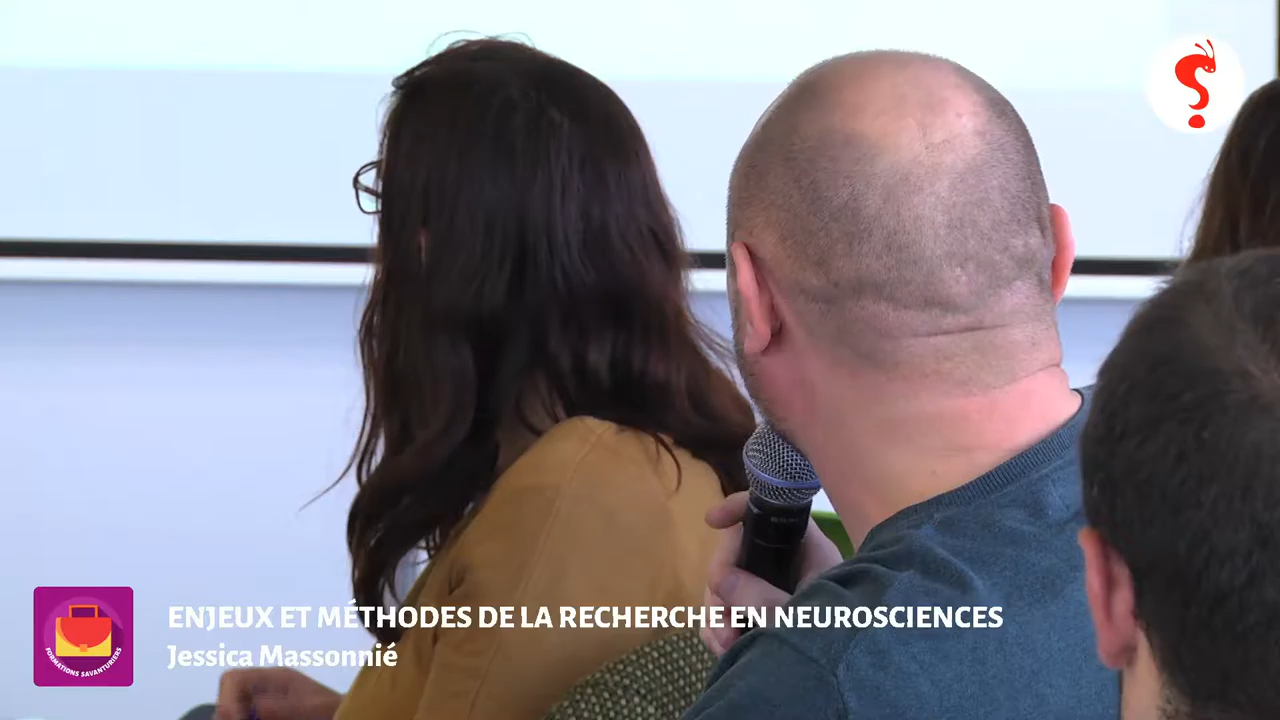 ENJEUX ET MÉTHODES DE LA RECHERCHE EN NEUROSCIENCES
Jessica Massonnié
FORMATIONS SAVANTURIERS